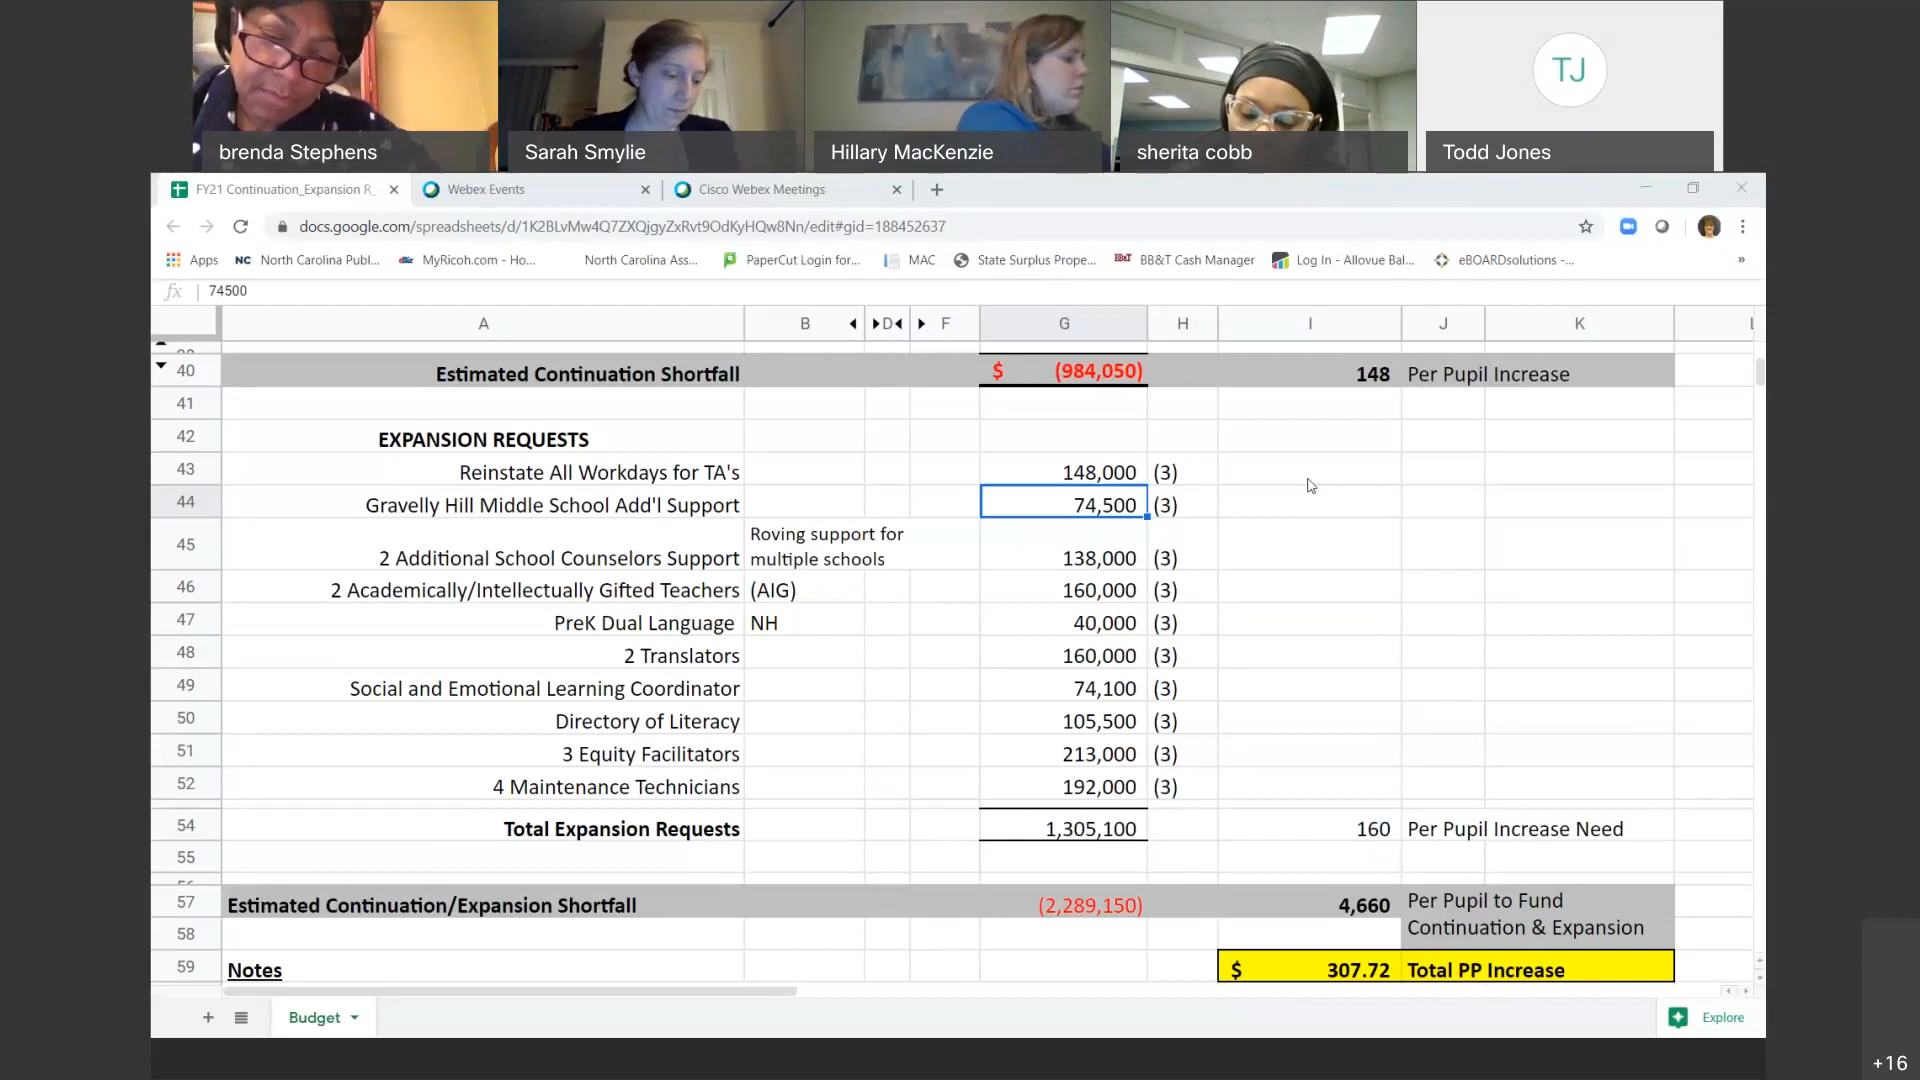 TJ
brenda Stephens
Sarah Smylie
Hillary MacKenzie
sherita cobb
Todd Jones
FY21 Continuation_Expansion R_
Webex Events
Cisco Webex Meetings
docs.google.com/spreadsheets/d/1K2BLvMw4Q7ZXQjgyZxRvt9OdKyHQw8Nn/edit#gid=188452637
Apps
NC North Carolina Publ...
MyRicoh.com - Ho...
North Carolina Ass...
PaperCut Login for...
MAC
State Surplus Prope...
BB&T BB&T Cash Manager
Log In - Allovue Bal...
eBOARDsolutions -...
»
fx 74500
A B D F G H I J K
40 Estimated Continuation Shortfall $ (984,050) 148 Per Pupil Increase
41
42 EXPANSION REQUESTS
43 Reinstate All Workdays for TA's 148,000 (3)
44 Gravelly Hill Middle School Add'l Support 74,500 (3)
45 2 Additional School Counselors Support Roving support for
multiple schools 138,000 (3)
46 2 Academically/Intellectually Gifted Teachers (AIG) 160,000 (3)
47 PreK Dual Language NH 40,000 (3)
48 2 Translators 160,000 (3)
49 Social and Emotional Learning Coordinator 74,100 (3)
50 Directory of Literacy 105,500 (3)
51 3 Equity Facilitators 213,000 (3)
52 4 Maintenance Technicians 192,000 (3)
54 Total Expansion Requests 1,305,100 160 Per Pupil Increase Need
55
57 Estimated Continuation/Expansion Shortfall (2,289,150) 4,660 Per Pupil to Fund
58 Continuation & Expansion
59 Notes $ 307.72 Total PP Increase
+ Budget Explore
+16